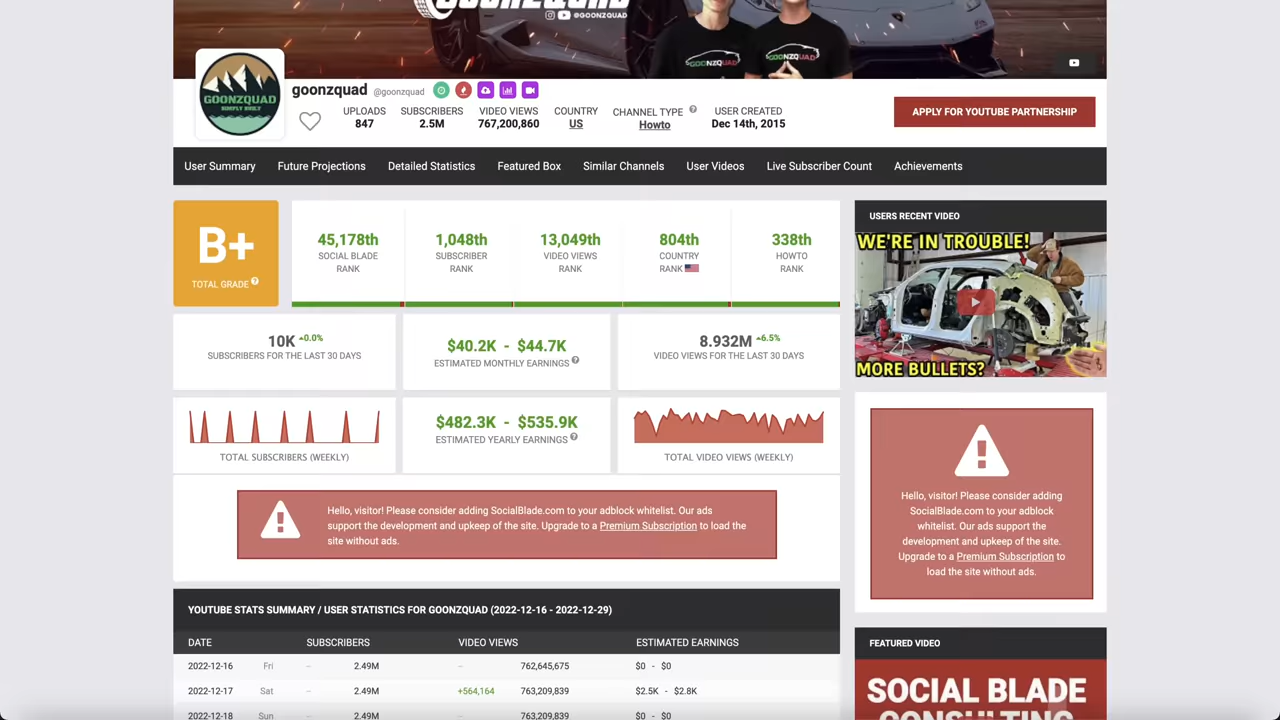 GOONZQUAD
@GOONZQUAD
GOONZQUAD
GOONZQUAD
GOONZQUAD
SIMPLY BUILT
goonzquad @goonzquad
UPLOADS
847
SUBSCRIBERS
2.5M
VIDEO VIEWS
767,200,860
COUNTRY
US
CHANNEL TYPE
Howto
USER CREATED
Dec 14th, 2015
APPLY FOR YOUTUBE PARTNERSHIP
User Summary
Future Projections
Detailed Statistics
Featured Box
Similar Channels
User Videos
Live Subscriber Count
Achievements
B+
TOTAL GRADE
45,178th
SOCIAL BLADE
RANK
1,048th
SUBSCRIBER
RANK
13,049th
VIDEO VIEWS
RANK
804th
COUNTRY
RANK
338th
HOWTO
RANK
10K 0.0%
SUBSCRIBERS FOR THE LAST 30 DAYS
$40.2K - $44.7K
ESTIMATED MONTHLY EARNINGS
8.932M 6.5%
VIDEO VIEWS FOR THE LAST 30 DAYS
TOTAL SUBSCRIBERS (WEEKLY)
$482.3K - $535.9K
ESTIMATED YEARLY EARNINGS
TOTAL VIDEO VIEWS (WEEKLY)
Hello, visitor! Please consider adding SocialBlade.com to your adblock whitelist. Our ads
support the development and upkeep of the site. Upgrade to a Premium Subscription to load the
site without ads.
YOUTUBE STATS SUMMARY / USER STATISTICS FOR GOONZQUAD (2022-12-16 - 2022-12-29)
DATE SUBSCRIBERS VIDEO VIEWS ESTIMATED EARNINGS
2022-12-16 Fri -- 2.49M -- 762,645,675 $0 - $0
2022-12-17 Sat -- 2.49M +564,164 763,209,839 $2.5K - $2.8K
2022-12-18 Sun -- 2.49M 763,209,839 $0 - $0
USERS RECENT VIDEO
WE'RE IN TROUBLE!
MORE BULLETS?
Hello, visitor! Please consider adding
SocialBlade.com to your adblock
whitelist. Our ads support the
development and upkeep of the site.
Upgrade to a Premium Subscription to
load the site without ads.
FEATURED VIDEO
SOCIAL BLADE
CONSULTING